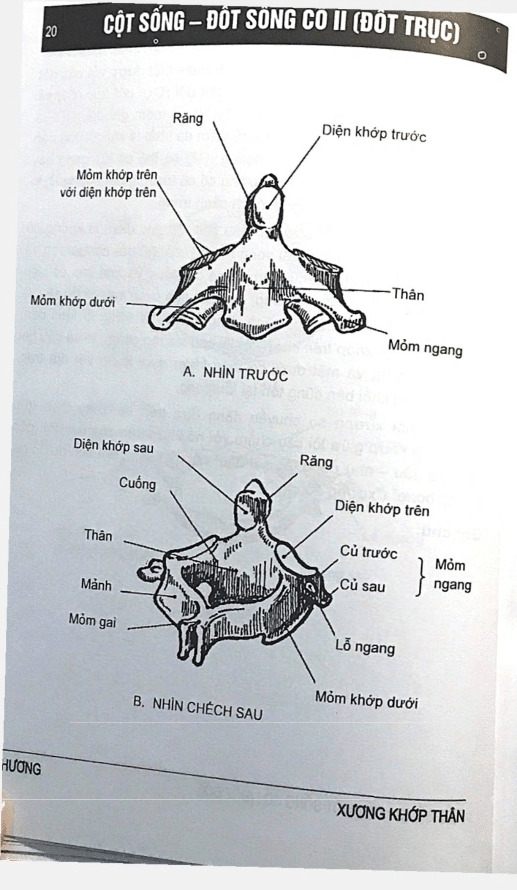 20
CỘT SỐNG – ĐỐT SỐNG CỔ II (ĐỐT TRỤC)
Răng
Diện khớp trước
Mỏm khớp trên
với diện khớp trên
Thân
Mỏm khớp dưới
Mỏm ngang
A. NHÌN TRƯỚC
Diện khớp sau
Răng
Cuống
Diện khớp trên
Thân
Củ trước
Mỏm
ngang
Mảnh
Củ sau
Mỏm gai
Lỗ ngang
Mỏm khớp dưới
B. NHÌN CHẾCH SAU
HƯƠNG
XƯƠNG KHỚP THÂN